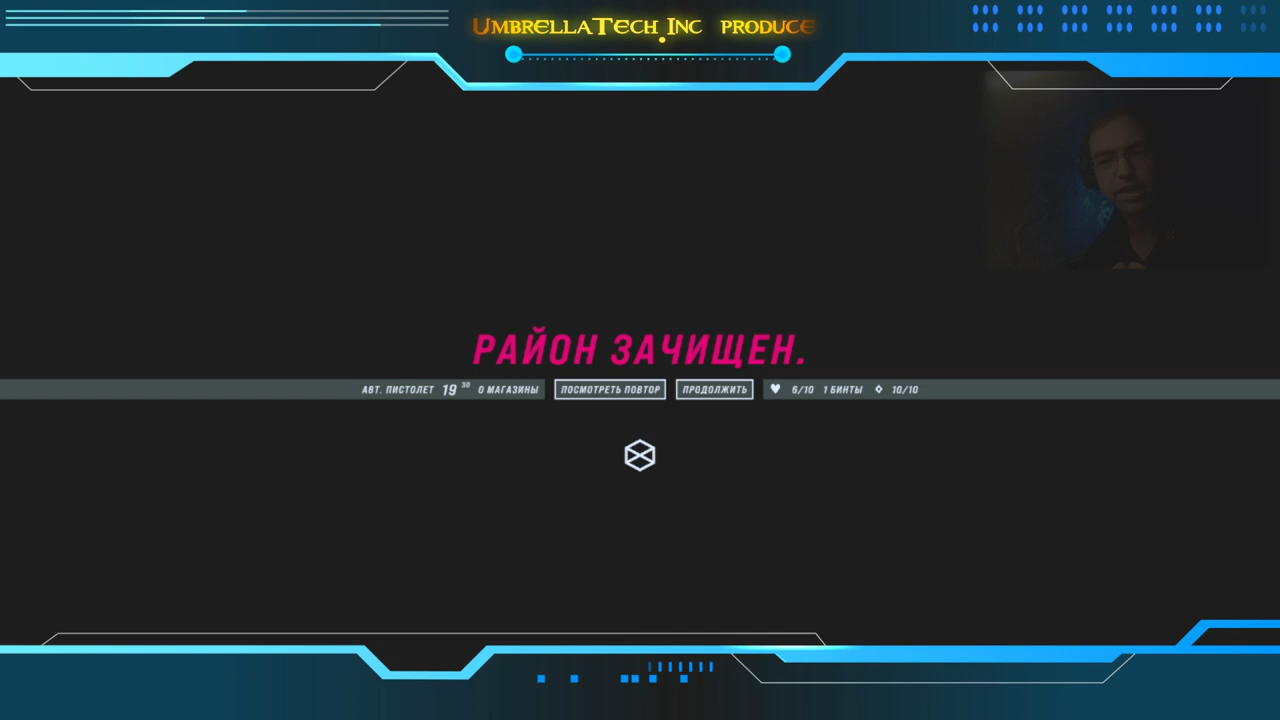 UmbrellaTech.Inc produce
РАЙОН ЗАЧИЩЕН.
АВТ. ПИСТОЛЕТ 19 30 0 МАГАЗИНЫ ПОСМОТРЕТЬ ПОВТОР ПРОДОЛЖИТЬ 6/10 1 БИНТЫ 10/10